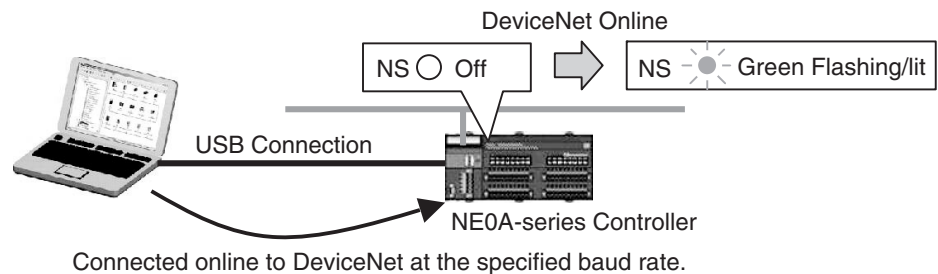 DeviceNet Online
NS Off
NS Green Flashing/lit
USB Connection
NE0A-series Controller
Connected online to DeviceNet at the specified baud rate.